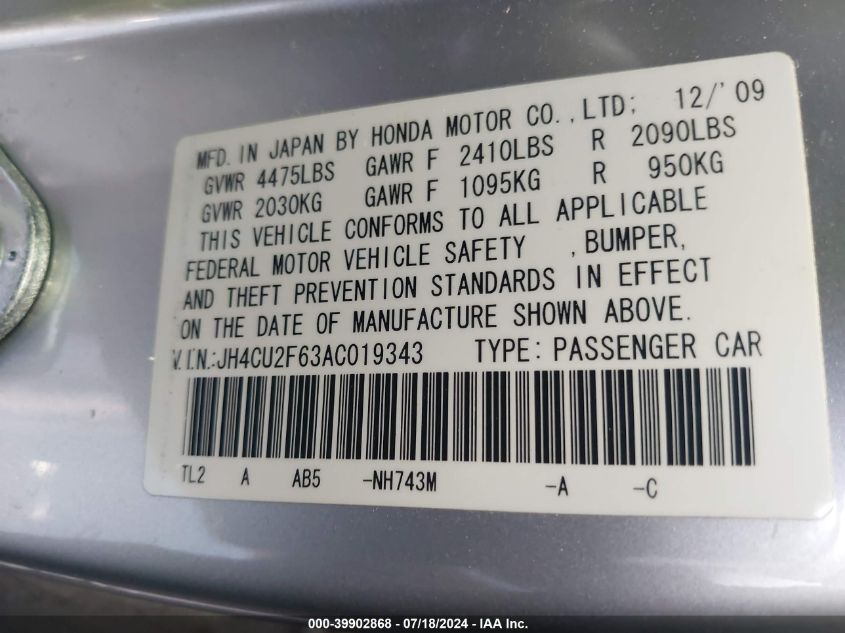 MFD. IN JAPAN BY HONDA MOTOR CO.,LTD; 12/'09
GVWR 4475LBS GAWR F 2410LBS R 2090LBS
GVWR 2030KG GAWR F 1095KG R 950KG
THIS VEHICLE CONFORMS TO ALL APPLICABLE
FEDERAL MOTOR VEHICLE SAFETY ,BUMPER,
AND THEFT PREVENTION STANDARDS IN EFFECT
ON THE DATE OF MANUFACTURE SHOWN ABOVE.
V.I.N.:JH4CU2F63AC019343 TYPE: PASSENGER CAR
TL2 A AB5 -NH743M -A -C
000-39902868 - 07/18/2024 - IAA Inc.